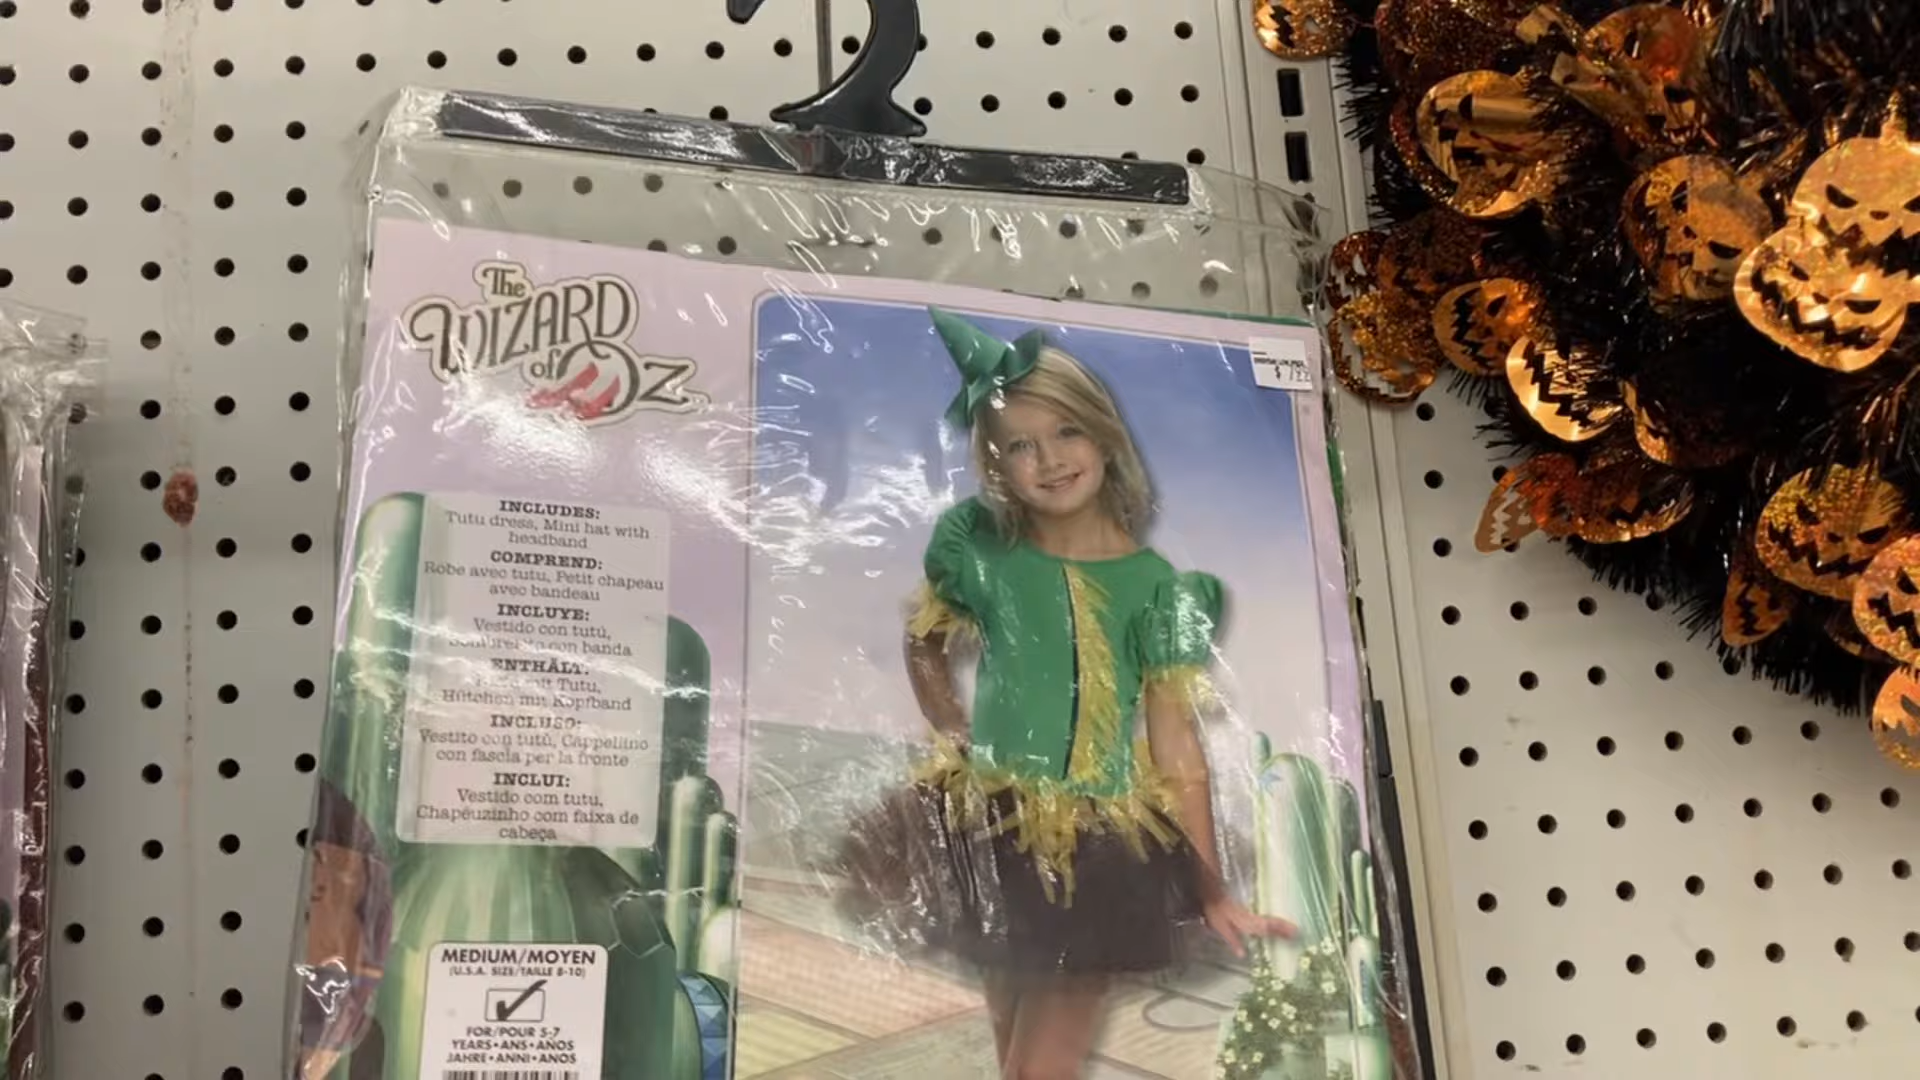 The
WIZARD
of OZ
INCLUDES:
Tutu dress, Mini hat with
headband
COMPREND:
Robe avec tutu, Petit chapeau
avec bandeau
INCLUYE:
Vestido con tutú,
con banda
ENTHÄLT:
mit Tutu,
Hütchen mit Kopfband
INCLUSO:
Vestito con tutù, Cappellino
con fascia per la fronte
INCLUI:
Vestido com tutu,
Chapéuzinho com faixa de
cabeça
MEDIUM/MOYEN
(U.S.A. SIZE/TAILLE 8-10)
FOR/POUR 5-7
YEARS•ANS•AÑOS
JAHRE•ANNI•ANOS